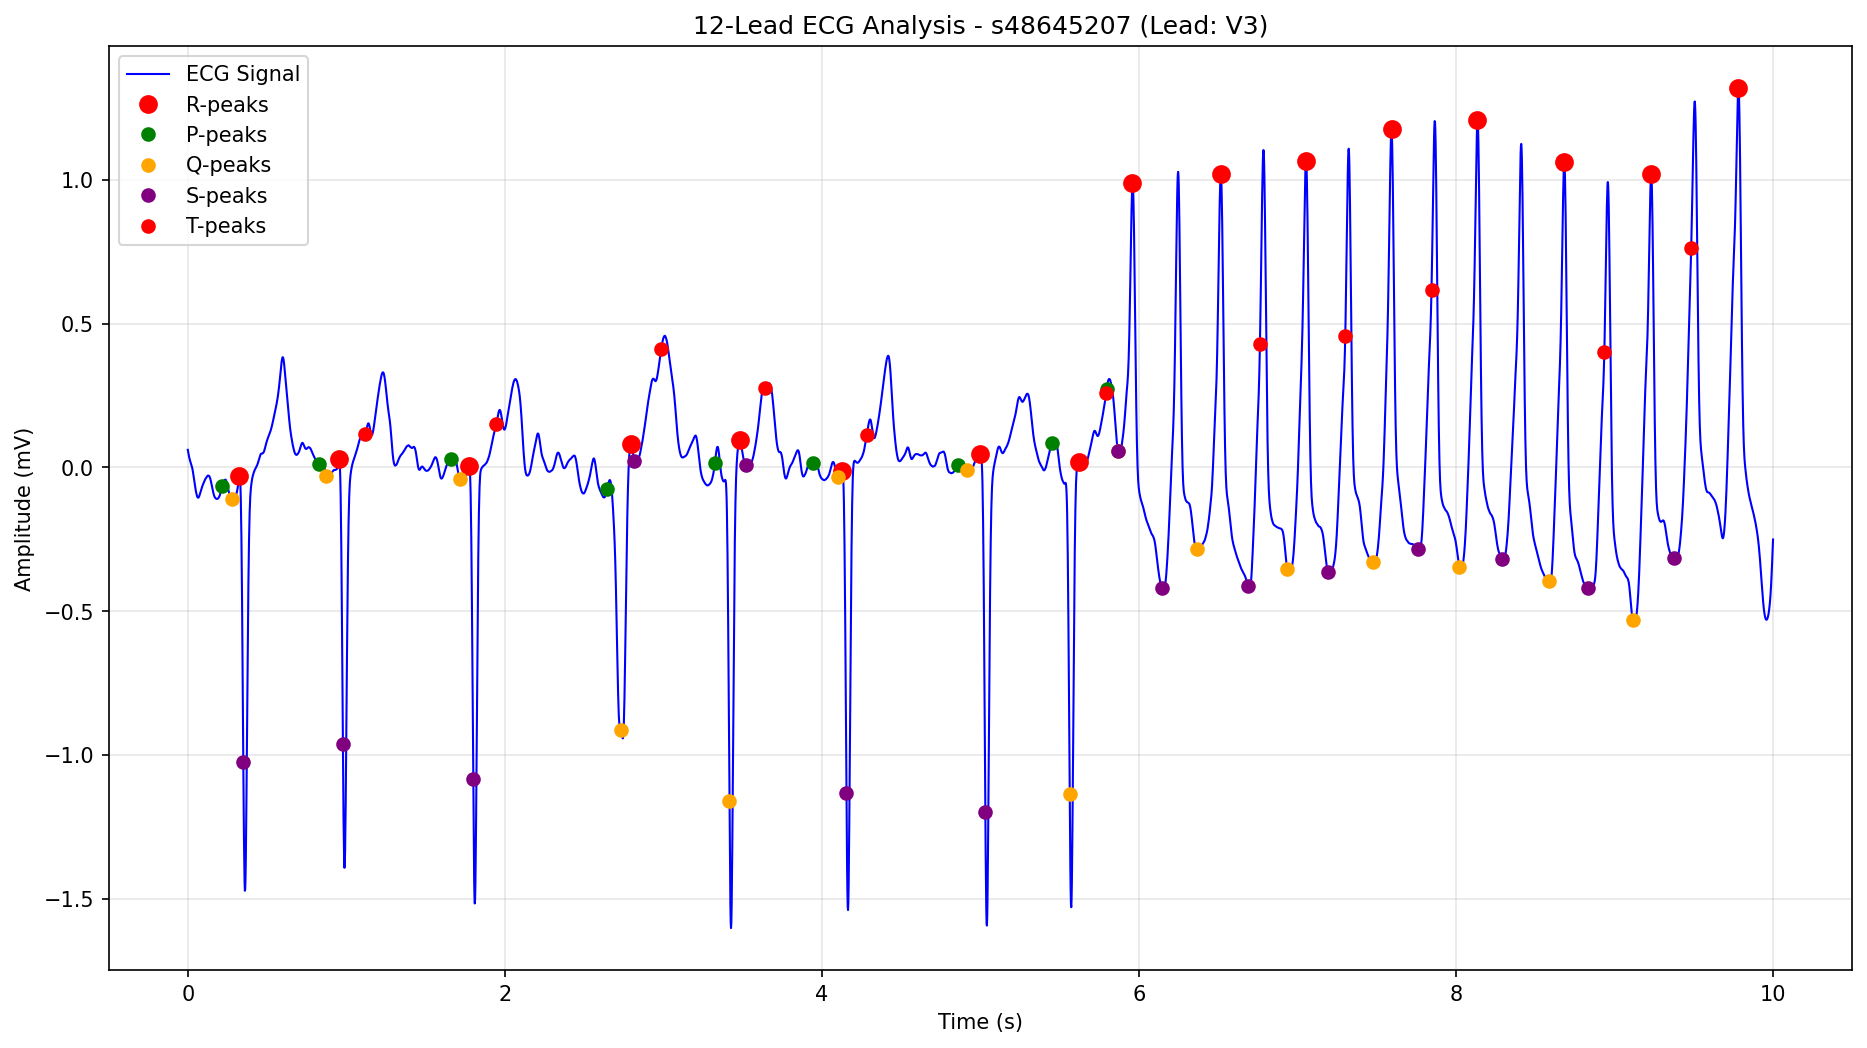 12-Lead ECG Analysis - s48645207 (Lead: V3)
ECG Signal
R-peaks
P-peaks
Q-peaks
S-peaks
T-peaks
Amplitude (mV)
1.0
0.5
0.0
−0.5
−1.0
−1.5
0 2 4 6 8 10
Time (s)